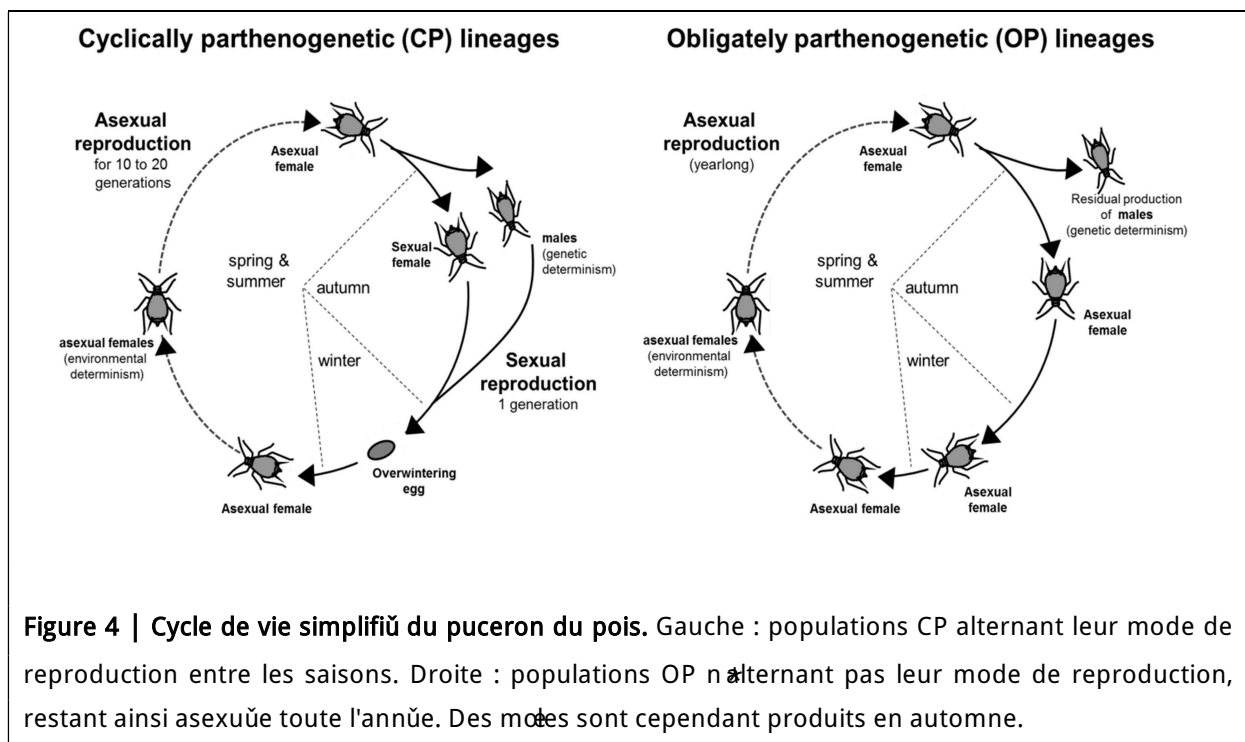 Cyclically parthenogenetic (CP) lineages
Asexual
reproduction
for 10 to 20
generations
Asexual
female
Sexual
female
males
(genetic
determinism)
spring &
summer
autumn
winter
asexual females
(environmental
determinism)
Sexual
reproduction
1 generation
Overwintering
egg
Asexual female
Obligately parthenogenetic (OP) lineages
Asexual
reproduction
(yearlong)
Asexual
female
Residual production
of males
(genetic determinism)
spring &
summer
autumn
winter
Asexual
female
asexual females
(environmental
determinism)
Asexual female
Asexual
female
Figure 4 | Cycle de vie simplifiǔ du puceron du pois. Gauche : populations CP alternant leur mode de
reproduction entre les saisons. Droite : populations OP alternant pas leur mode de reproduction,
restant ainsi asexuǔe toute l'annǔe. Des sont cependant produits en automne.